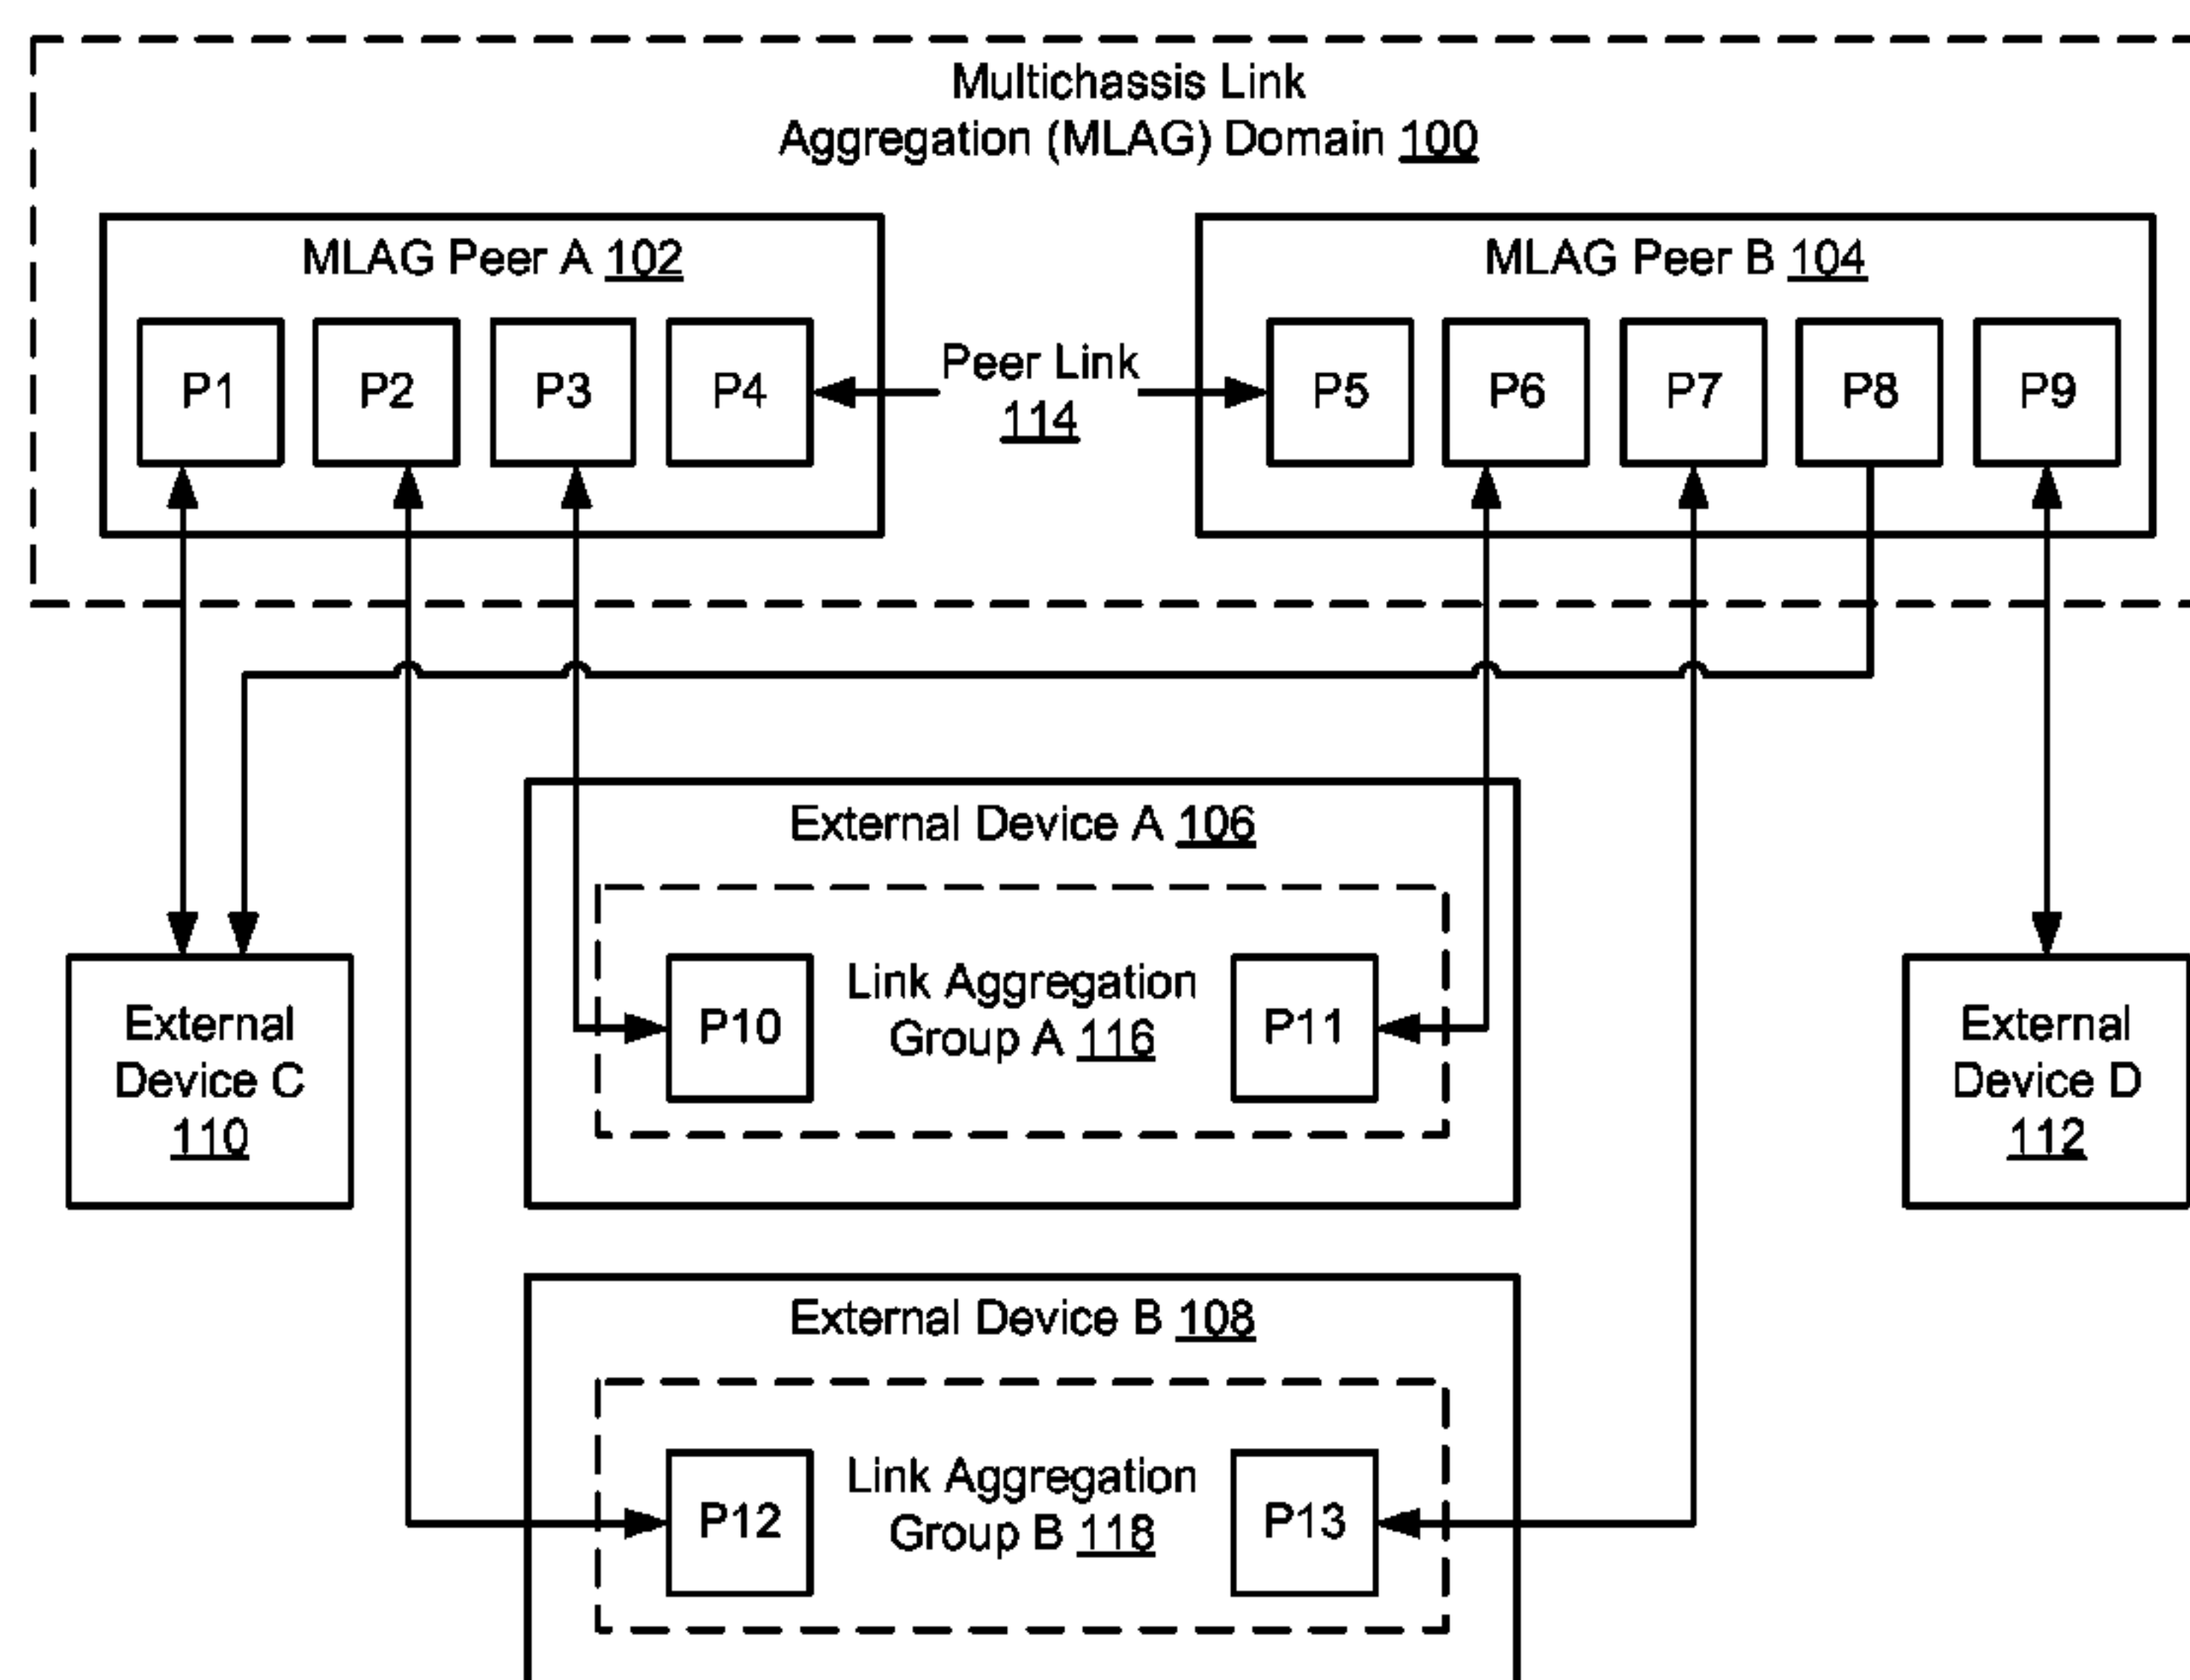 Multichassis Link
Aggregation (MLAG) Domain 100
MLAG Peer A 102
MLAG Peer B 104
P1
P2
P3
P4
Peer Link
114
P5
P6
P7
P8
P9
External Device A 106
P10
Link Aggregation
Group A 116
P11
External
Device C
110
External
Device D
112
External Device B 108
P12
Link Aggregation
Group B 118
P13